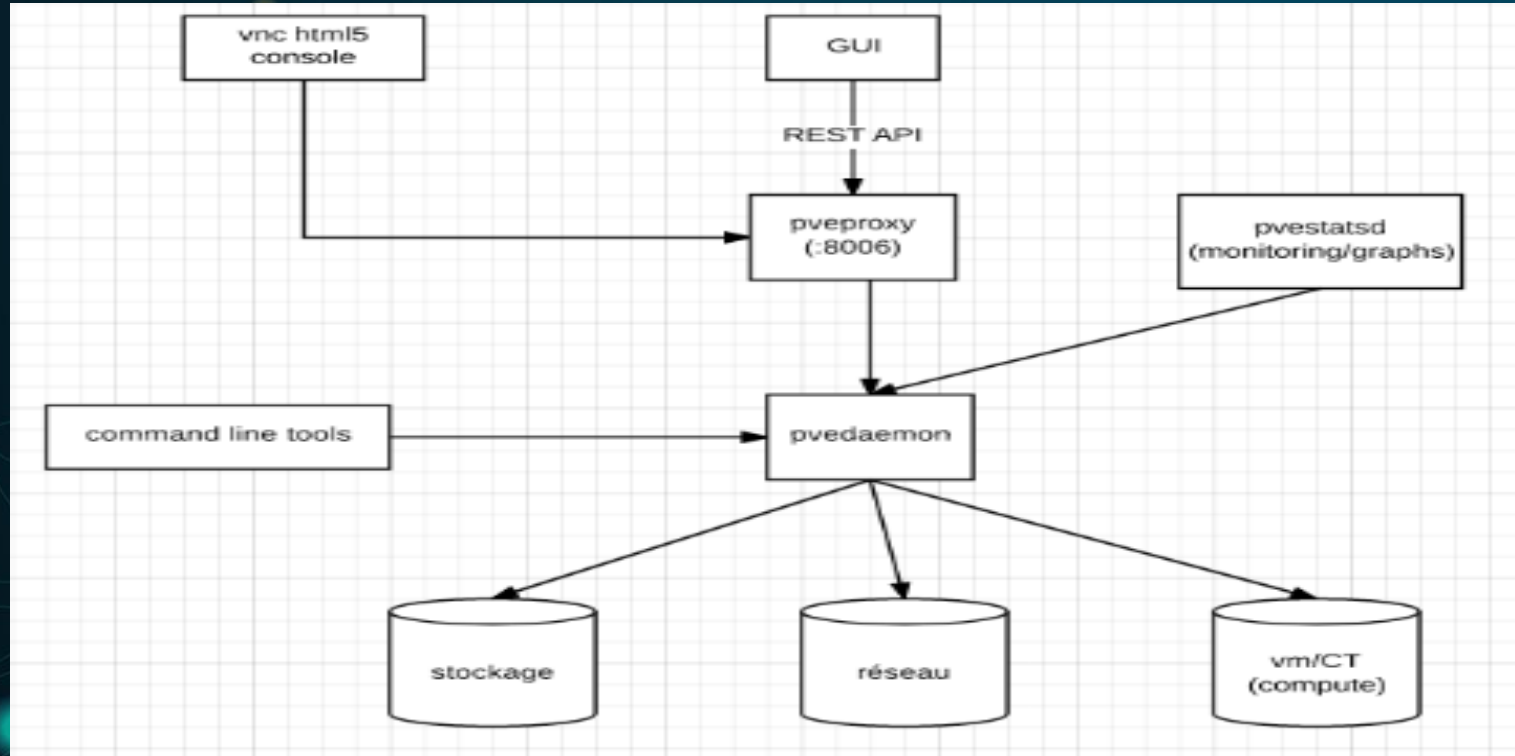 vnc html5
console
GUI
REST API
pveproxy
(:8006)
pvestatsd
(monitoring/graphs)
command line tools
pvedaemon
stockage
réseau
vm/CT
(compute)